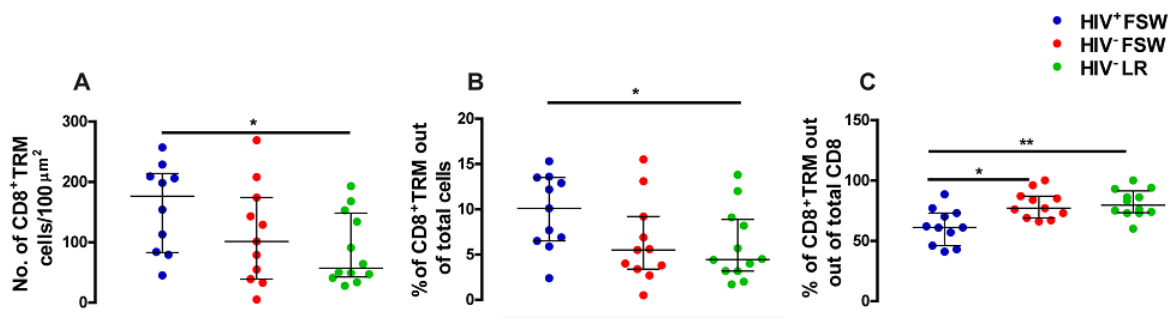 HIV⁺FSW
HIV⁻FSW
HIV⁻LR
A
No. of CD8⁺TRM
cells/100 μm²
300
200
100
0
*
B
%of CD8⁺TRM out
of total cells
20
15
10
5
0
*
C
% of CD8⁺TRM out
out of total CD8
150
100
50
0
**
*